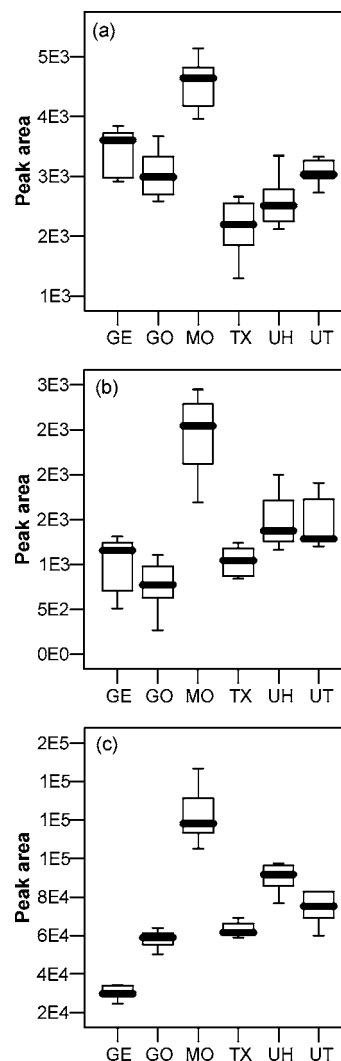 (a)
5E3
4E3
3E3
2E3
1E3
Peak area
GE GO MO TX UH UT
(b)
3E3
2E3
2E3
2E3
1E3
5E2
0E0
Peak area
GE GO MO TX UH UT
(c)
2E5
1E5
1E5
1E5
8E4
6E4
4E4
2E4
Peak area
GE GO MO TX UH UT